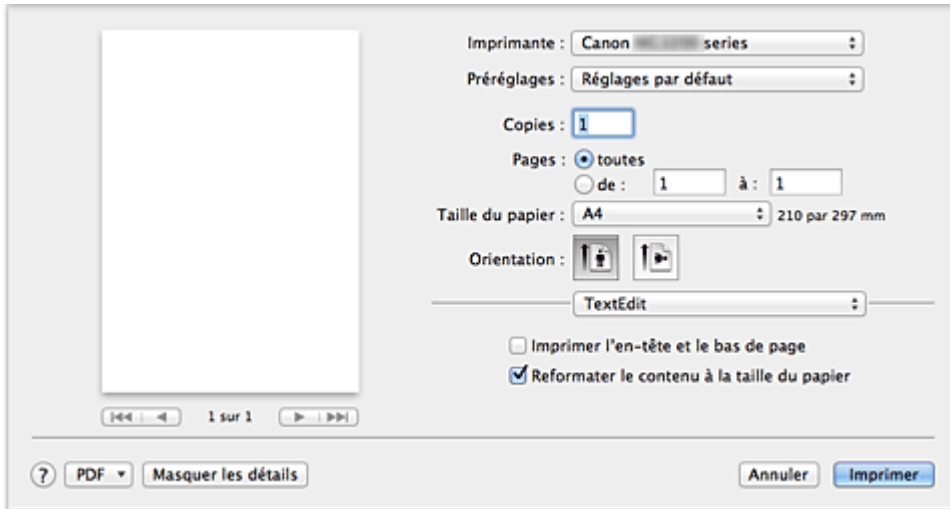 Imprimante : Canon series
Préréglages : Réglages par défaut
Copies : 1
Pages : toutes
de : 1 à : 1
Taille du papier : A4 210 par 297 mm
Orientation :
TextEdit
Imprimer l'en-tête et le bas de page
Reformater le contenu à la taille du papier
1 sur 1
? PDF Masquer les détails Annuler Imprimer